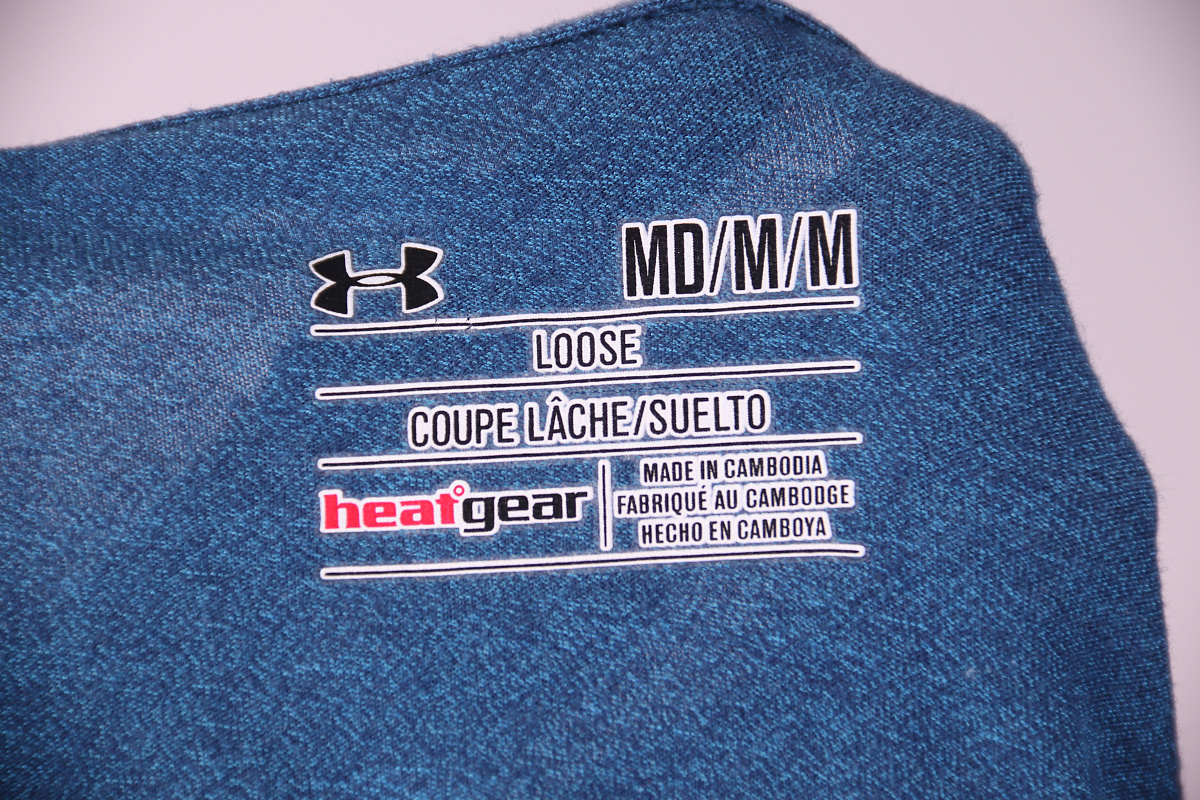 MD/M/M
LOOSE
COUPE LÂCHE/SUELTO
heatgear
MADE IN CAMBODIA
FABRIQUÉ AU CAMBODGE
HECHO EN CAMBOYA